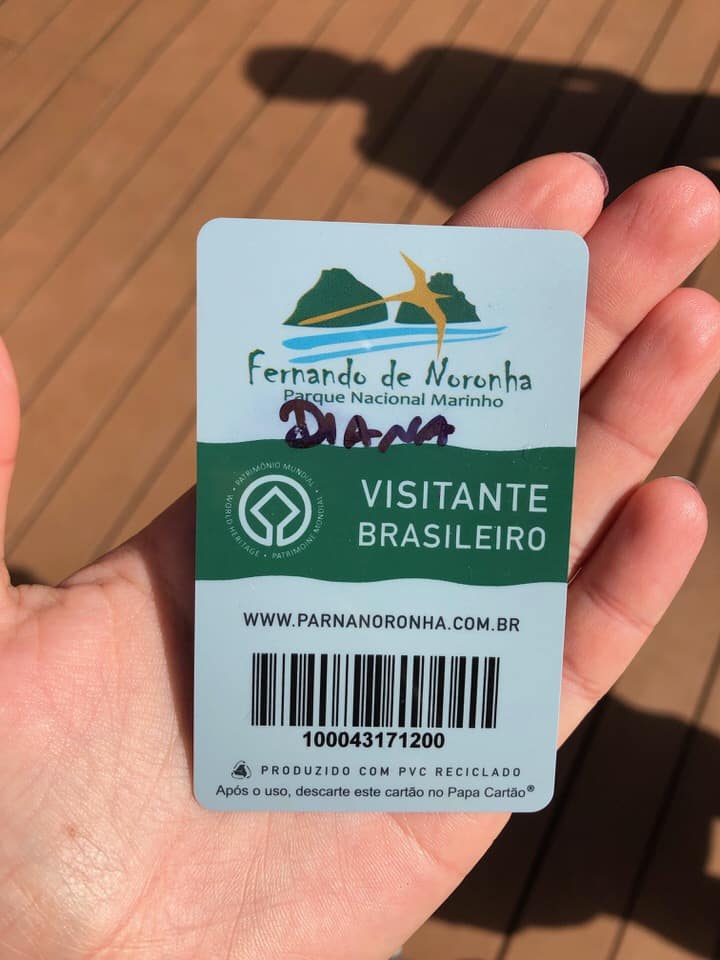 Fernando de Noronha
Parque Nacional Marinho
DIANA
PATRIMÔNIO MUNDIAL • WORLD HERITAGE • PATRIMOINE MONDIAL •
VISITANTE
BRASILEIRO
WWW.PARNANORONHA.COM.BR
100043171200
PRODUZIDO COM PVC RECICLADO
Após o uso, descarte este cartão no Papa Cartão®